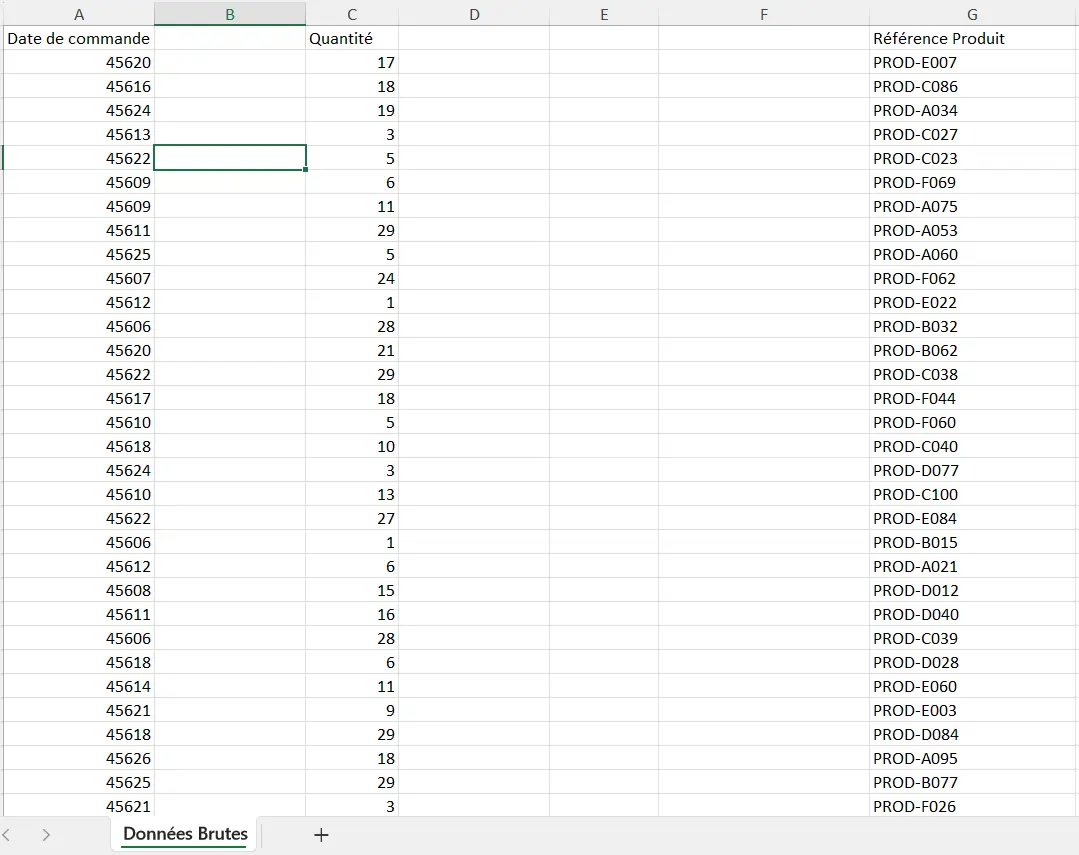 A B C D E F G
Date de commande Quantité Référence Produit
45620 17 PROD-E007
45616 18 PROD-C086
45624 19 PROD-A034
45613 3 PROD-C027
45622 5 PROD-C023
45609 6 PROD-F069
45609 11 PROD-A075
45611 29 PROD-A053
45625 5 PROD-A060
45607 24 PROD-F062
45612 1 PROD-E022
45606 28 PROD-B032
45620 21 PROD-B062
45622 29 PROD-C038
45617 18 PROD-F044
45610 5 PROD-F060
45618 10 PROD-C040
45624 3 PROD-D077
45610 13 PROD-C100
45622 27 PROD-E084
45606 1 PROD-B015
45612 6 PROD-A021
45608 15 PROD-D012
45611 16 PROD-D040
45606 28 PROD-C039
45618 6 PROD-D028
45614 11 PROD-E060
45621 9 PROD-E003
45618 29 PROD-D084
45626 18 PROD-A095
45625 29 PROD-B077
45621 3 PROD-F026
Données Brutes